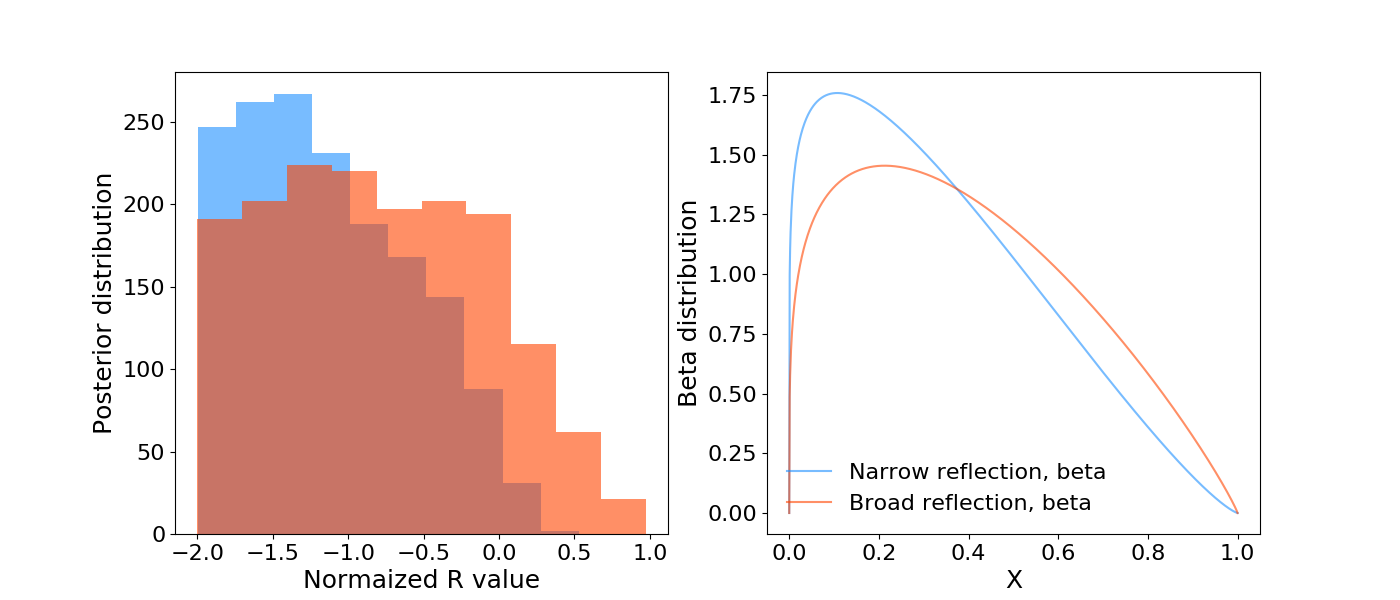 Posterior distribution
250
200
150
100
50
0
−2.0 −1.5 −1.0 −0.5 0.0 0.5 1.0
Normaized R value
Beta distribution
1.75
1.50
1.25
1.00
0.75
0.50
0.25
0.00
Narrow reflection, beta
Broad reflection, beta
0.0 0.2 0.4 0.6 0.8 1.0
X